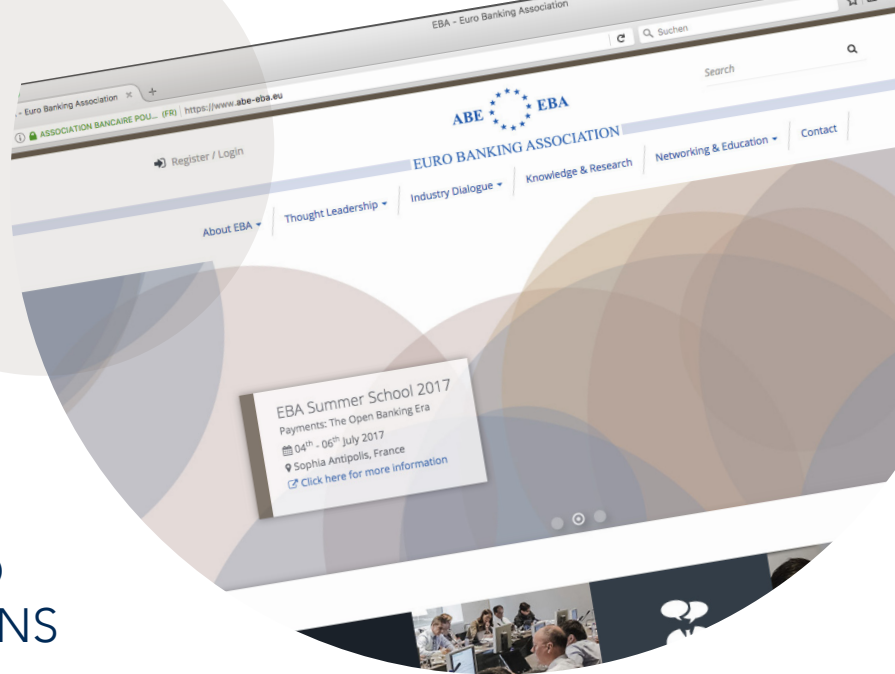 EBA - Euro Banking Association
- Euro Banking Association × +
ASSOCIATION BANCAIRE POU... (FR) https://www.abe-eba.eu
Suchen
Register / Login
Search
ABE EBA
EURO BANKING ASSOCIATION
About EBA
Thought Leadership
Industry Dialogue
Knowledge & Research
Networking & Education
Contact
EBA Summer School 2017
Payments: The Open Banking Era
04th - 06th July 2017
Sophia Antipolis, France
Click here for more information
NS